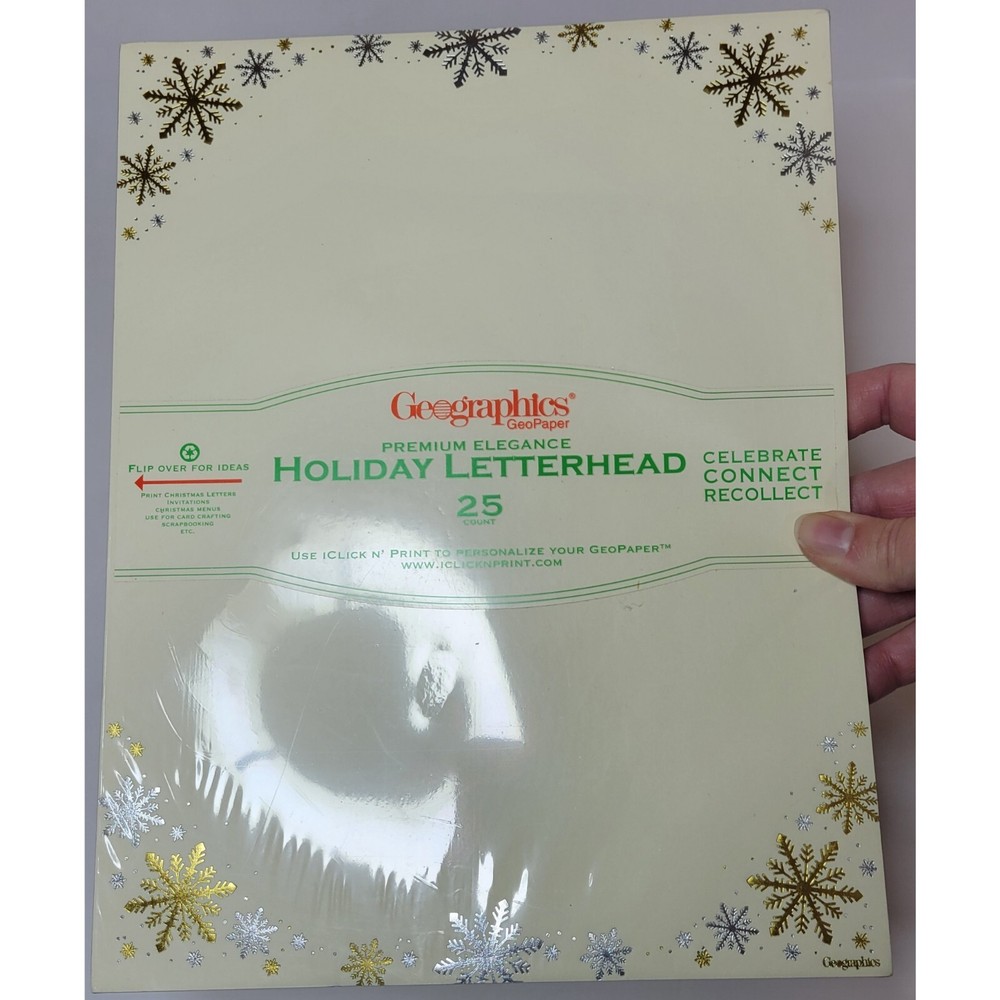 Geographics®
GeoPaper
PREMIUM ELEGANCE
HOLIDAY LETTERHEAD
25
COUNT
USE ICLICK N' PRINT TO PERSONALIZE YOUR GEOPAPER™
WWW.ICLICKNPRINT.COM
FLIP OVER FOR IDEAS
PRINT CHRISTMAS LETTERS
INVITATIONS
CHRISTMAS MENUS
USE FOR CARD CRAFTING
SCRAPBOOKING
ETC.
CELEBRATE
CONNECT
RECOLLECT
Geographics